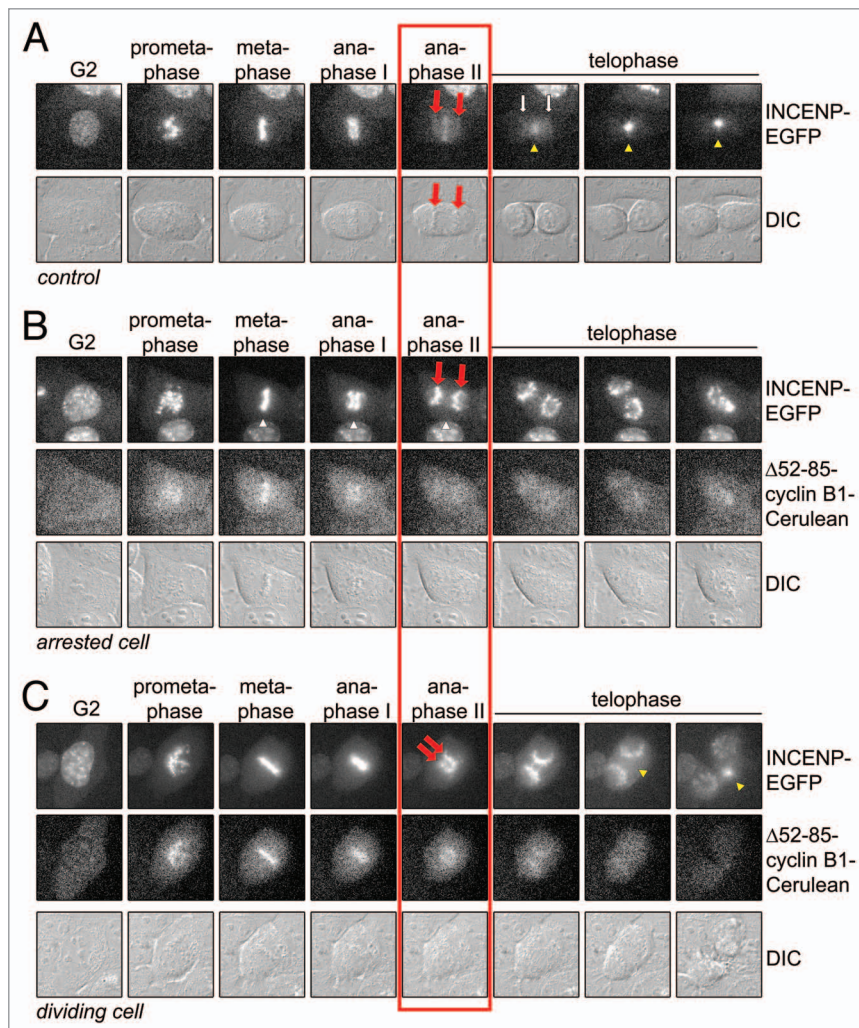 A
G2
prometa-
phase
meta-
phase
ana-
phase I
ana-
phase II
telophase
INCENP-
EGFP
DIC
control
B
G2
prometa-
phase
meta-
phase
ana-
phase I
ana-
phase II
telophase
INCENP-
EGFP
Δ52-85-
cyclin B1-
Cerulean
DIC
arrested cell
C
G2
prometa-
phase
meta-
phase
ana-
phase I
ana-
phase II
telophase
INCENP-
EGFP
Δ52-85-
cyclin B1-
Cerulean
DIC
dividing cell